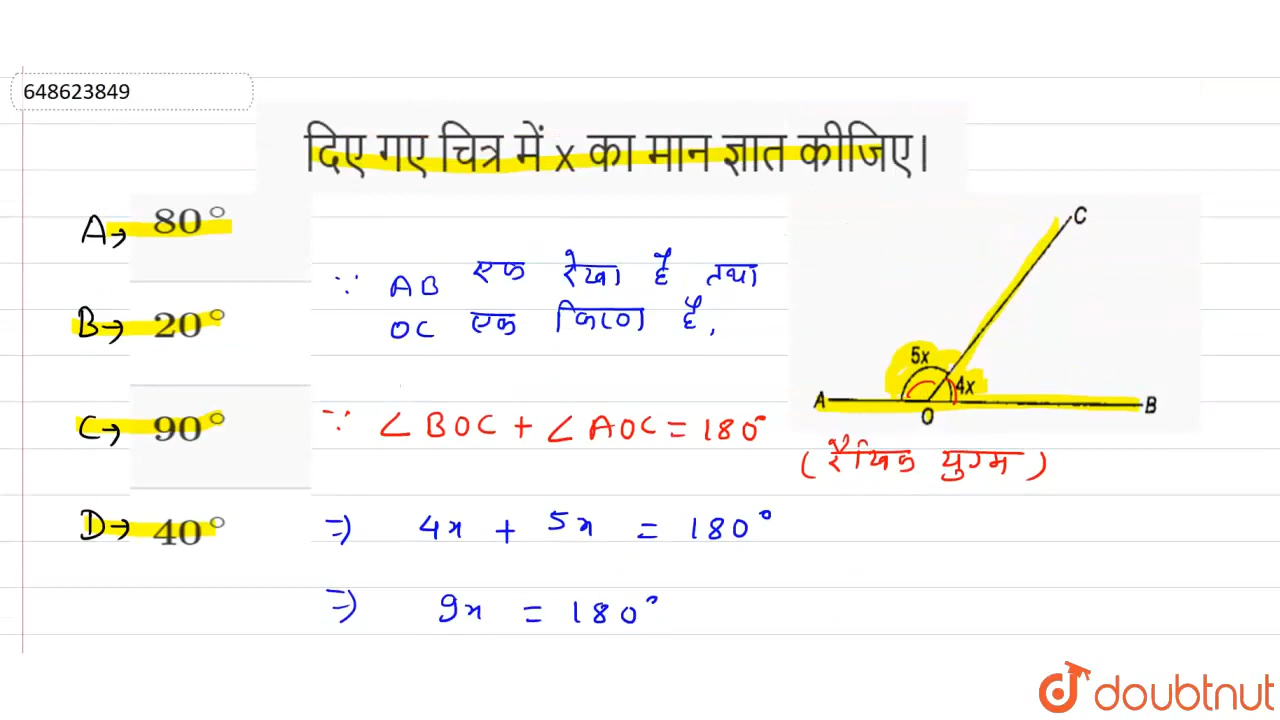 648623849
दिए गए चित्र में x का मान ज्ञात कीजिए।
A→ 80°
B→ 20°
C→ 90°
D→ 40°
∵ AB एक रेखा है तथा
OC एक किरण है,
C
5x
4x
A
O
B
∵ ∠BOC + ∠AOC = 180°
(रैखिक युग्म)
⇒ 4x + 5x = 180°
⇒ 9x = 180°
doubtnut